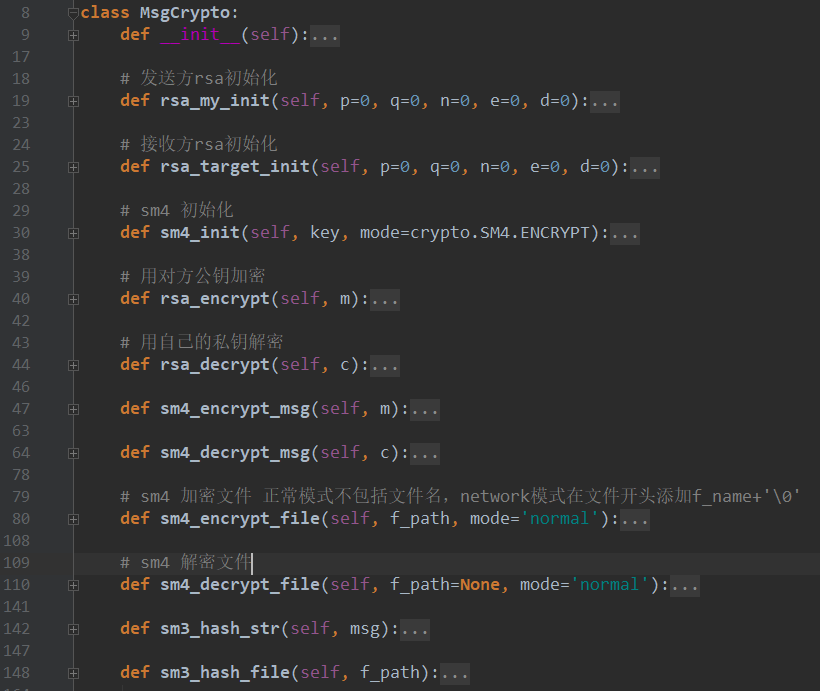 8 class MsgCrypto:
9 def __init__(self):...
17
18 # 发送方rsa初始化
19 def rsa_my_init(self, p=0, q=0, n=0, e=0, d=0):...
23
24 # 接收方rsa初始化
25 def rsa_target_init(self, p=0, q=0, n=0, e=0, d=0):...
28
29 # sm4 初始化
30 def sm4_init(self, key, mode=crypto.SM4.ENCRYPT):...
38
39 # 用对方公钥加密
40 def rsa_encrypt(self, m):...
42
43 # 用自己的私钥解密
44 def rsa_decrypt(self, c):...
46
47 def sm4_encrypt_msg(self, m):...
63
64 def sm4_decrypt_msg(self, c):...
78
79 # sm4 加密文件 正常模式不包括文件名，network模式在文件开头添加f_name+'\0'
80 def sm4_encrypt_file(self, f_path, mode='normal'):...
108
109 # sm4 解密文件
110 def sm4_decrypt_file(self, f_path=None, mode='normal'):...
141
142 def sm3_hash_str(self, msg):...
147
148 def sm3_hash_file(self, f_path):...